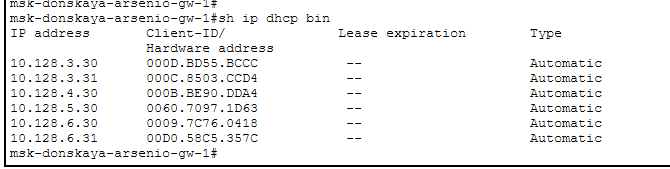 msk-donskaya-arsenio-gw-1#
msk-donskaya-arsenio-gw-1#sh ip dhcp bin
IP address Client-ID/ Lease expiration Type
Hardware address
10.128.3.30 000D.BD55.BCCC -- Automatic
10.128.3.31 000C.8503.CCD4 -- Automatic
10.128.4.30 000B.BE90.DDA4 -- Automatic
10.128.5.30 0060.7097.1D63 -- Automatic
10.128.6.30 0009.7C76.0418 -- Automatic
10.128.6.31 00D0.58C5.357C -- Automatic
msk-donskaya-arsenio-gw-1#